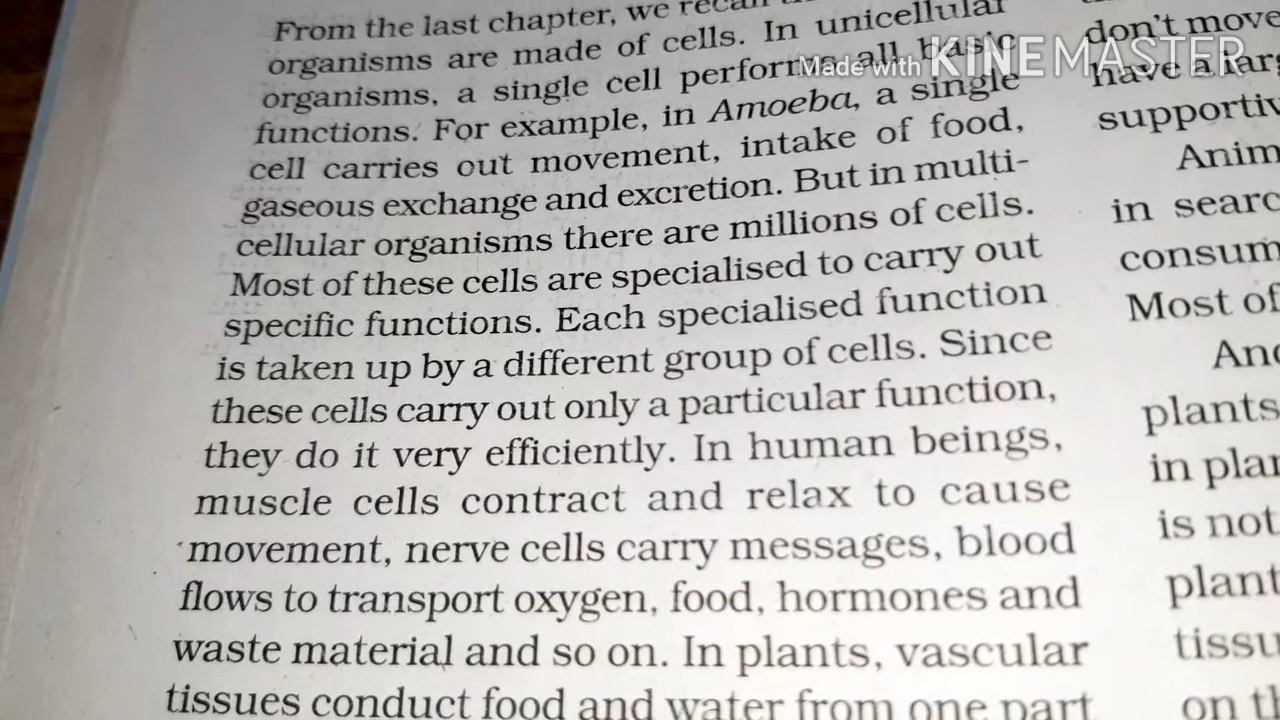 From the last chapter, we recall
organisms are made of cells. In unicellular
organisms, a single cell performs all basic
functions. For example, in Amoeba, a single
cell carries out movement, intake of food,
gaseous exchange and excretion. But in multi-
cellular organisms there are millions of cells.
Most of these cells are specialised to carry out
specific functions. Each specialised function
is taken up by a different group of cells. Since
these cells carry out only a particular function,
they do it very efficiently. In human beings,
muscle cells contract and relax to cause
movement, nerve cells carry messages, blood
flows to transport oxygen, food, hormones and
waste material and so on. In plants, vascular
tissues conduct food and water from one part
don't move
have a larg
supportiv
Anim
in searc
consum
Most of
And
plants
in plan
is not
plant
tissu
on th
Made with KINEMASTER